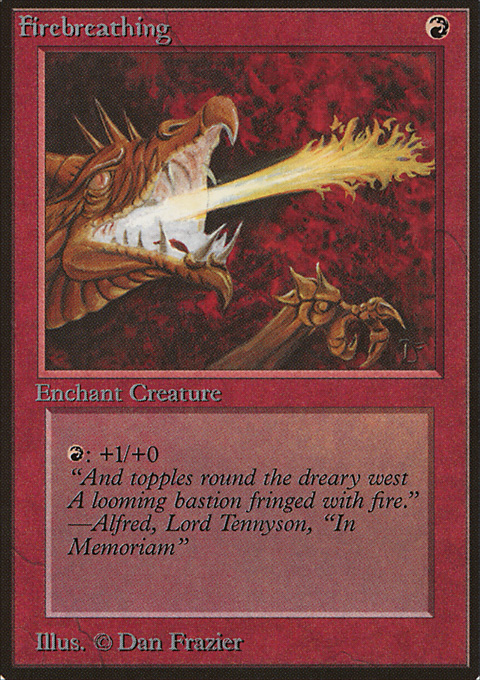 Firebreathing
: +1/+0
“And topples round the dreary west
A looming bastion fringed with fire.”
—Alfred, Lord Tennyson, “In
Memoriam”
Enchant Creature
Illus. © Dan Frazier